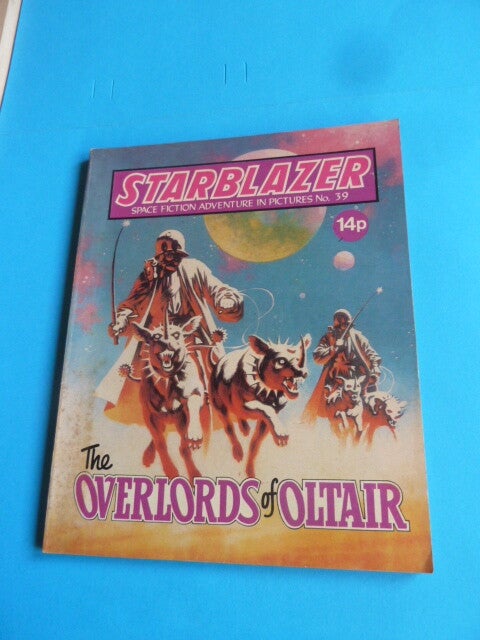 STARBLAZER
SPACE FICTION ADVENTURE IN PICTURES No. 39
14p
The
OVERLORDS of OLTAIR